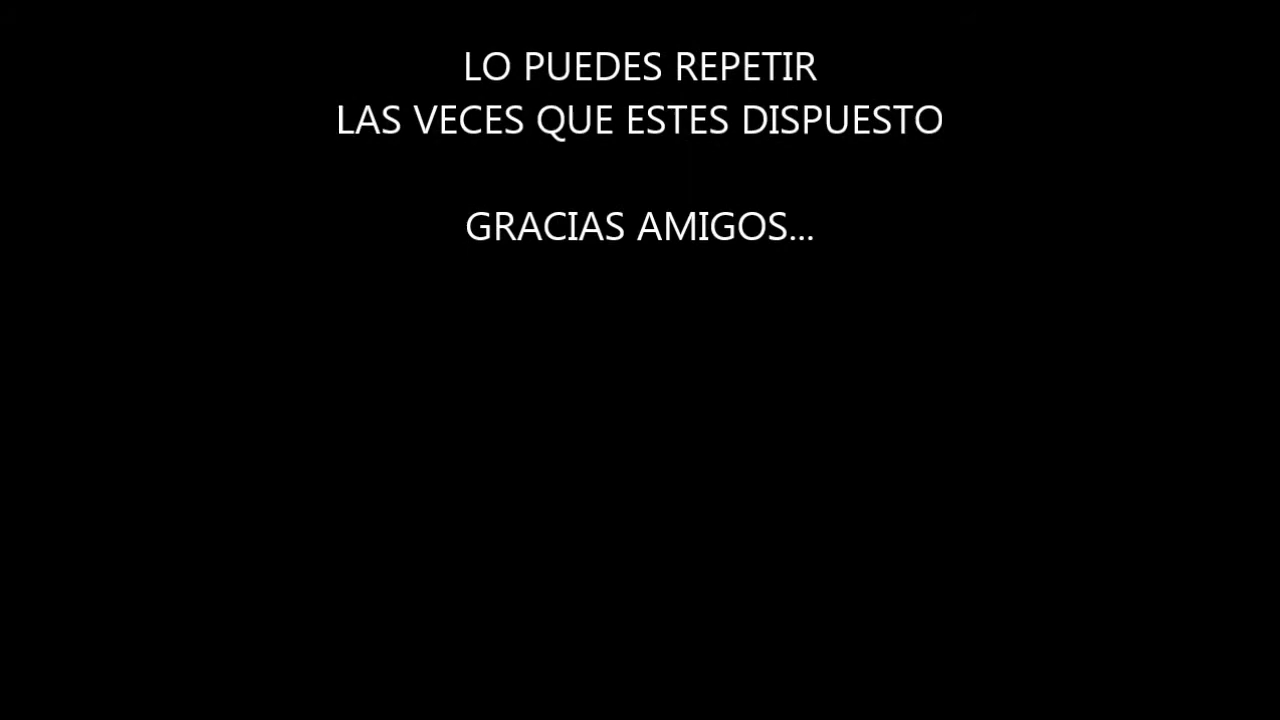 LO PUEDES REPETIR
LAS VECES QUE ESTES DISPUESTO
GRACIAS AMIGOS...